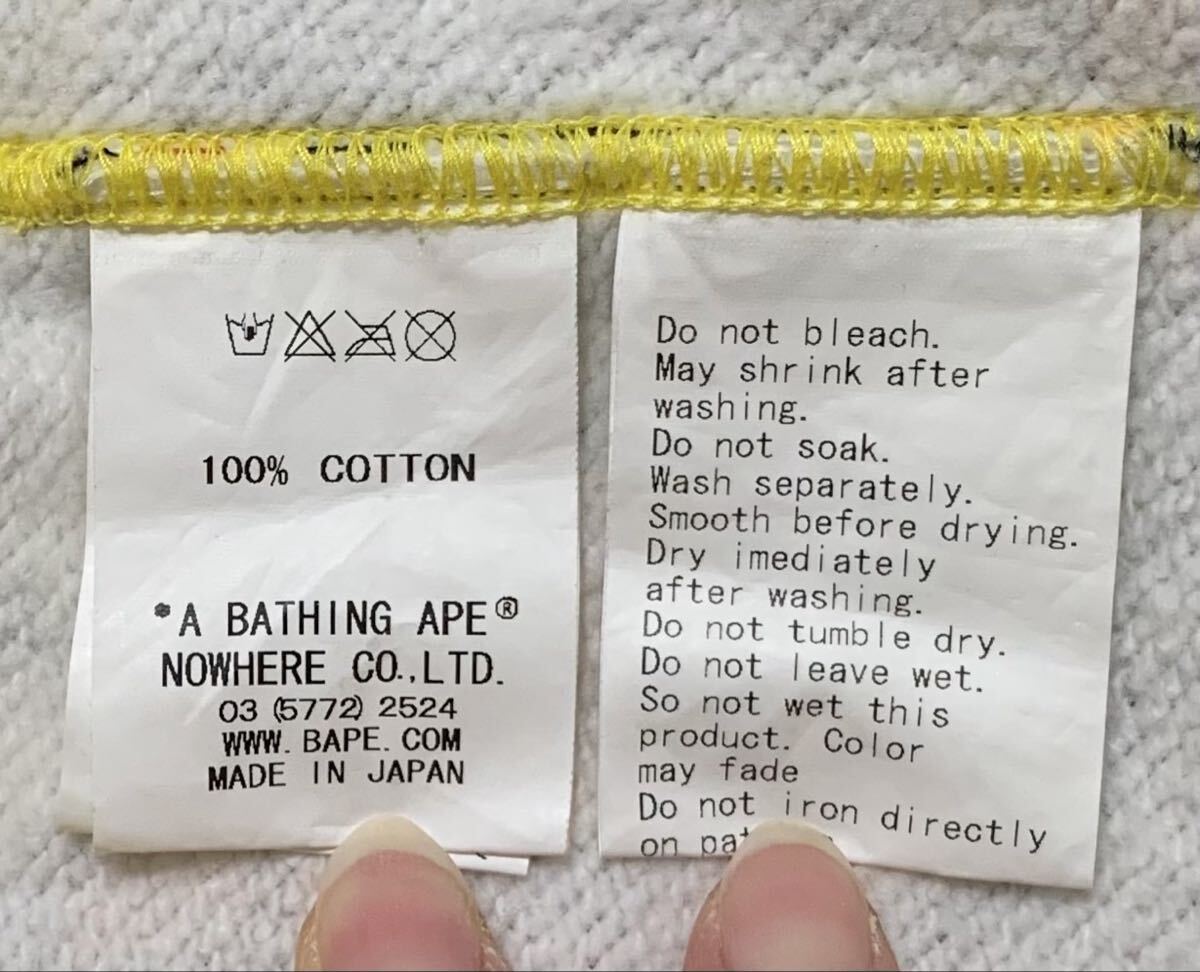 100% COTTON
*A BATHING APE®
NOWHERE CO.,LTD.
03 (5772) 2524
WWW. BAPE. COM
MADE IN JAPAN
Do not bleach.
May shrink after
washing.
Do not soak.
Wash separately.
Smooth before drying.
Dry imediately
after washing.
Do not tumble dry.
Do not leave wet.
So not wet this
product. Color
may fade
Do not iron directly
on